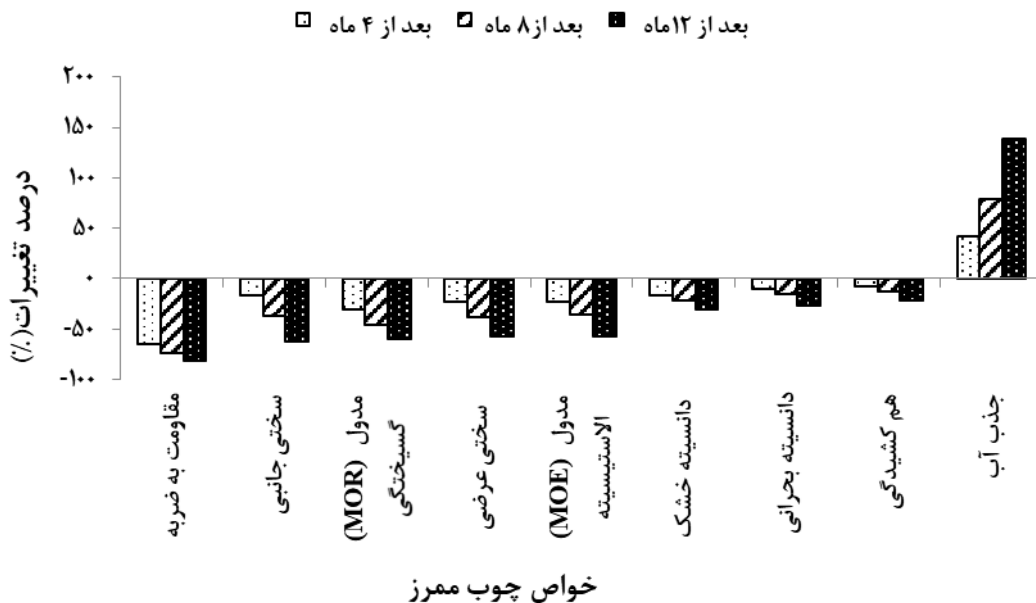 بعد از ۴ ماه بعد از۸ ماه بعد از ۱۲ماه
درصد تغییرات(٪)
۲۰۰
۱۵۰
۱۰۰
۵۰
۰
-۵۰
-۱۰۰
مقاومت به ضربه
سختی جانبی
مدول (MOR)
گسیختگی
سختی عرضی
مدول (MOE)
الاستیسیته
دانسیته خشک
دانسیته بحرانی
هم کشیدگی
جذب آب
خواص چوب ممرز